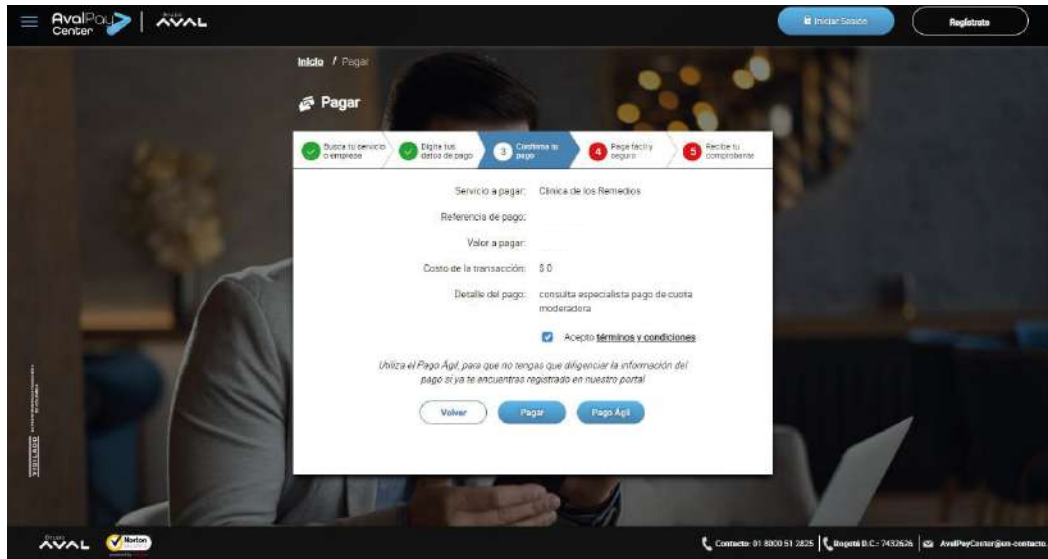 AvalPay
Center
Grupo
AVAL
Iniciar Sesión
Regístrate
Inicio / Pagar
Pagar
Busca tu servicio
o empresa
Digita tus
datos de pago
3
Confirma tu
pago
4
Paga fácil y
seguro
5
Recibe tu
comprobante
Servicio a pagar: Clinica de los Remedios
Referencia de pago:
Valor a pagar:
Costo de la transacción: $ 0
Detalle del pago: consulta especialista pago de cuota
moderadora
Acepto términos y condiciones
Utiliza el Pago Ágil, para que no tengas que diligenciar la información del
pago si ya te encuentras registrado en nuestro portal
Volver
Pagar
Pago Ágil
VIGILADO
Grupo
AVAL
Norton
Contacto: 01 8000 51 2825 Bogotá D.C.: 7432626 AvalPayCenter@un-contacto.